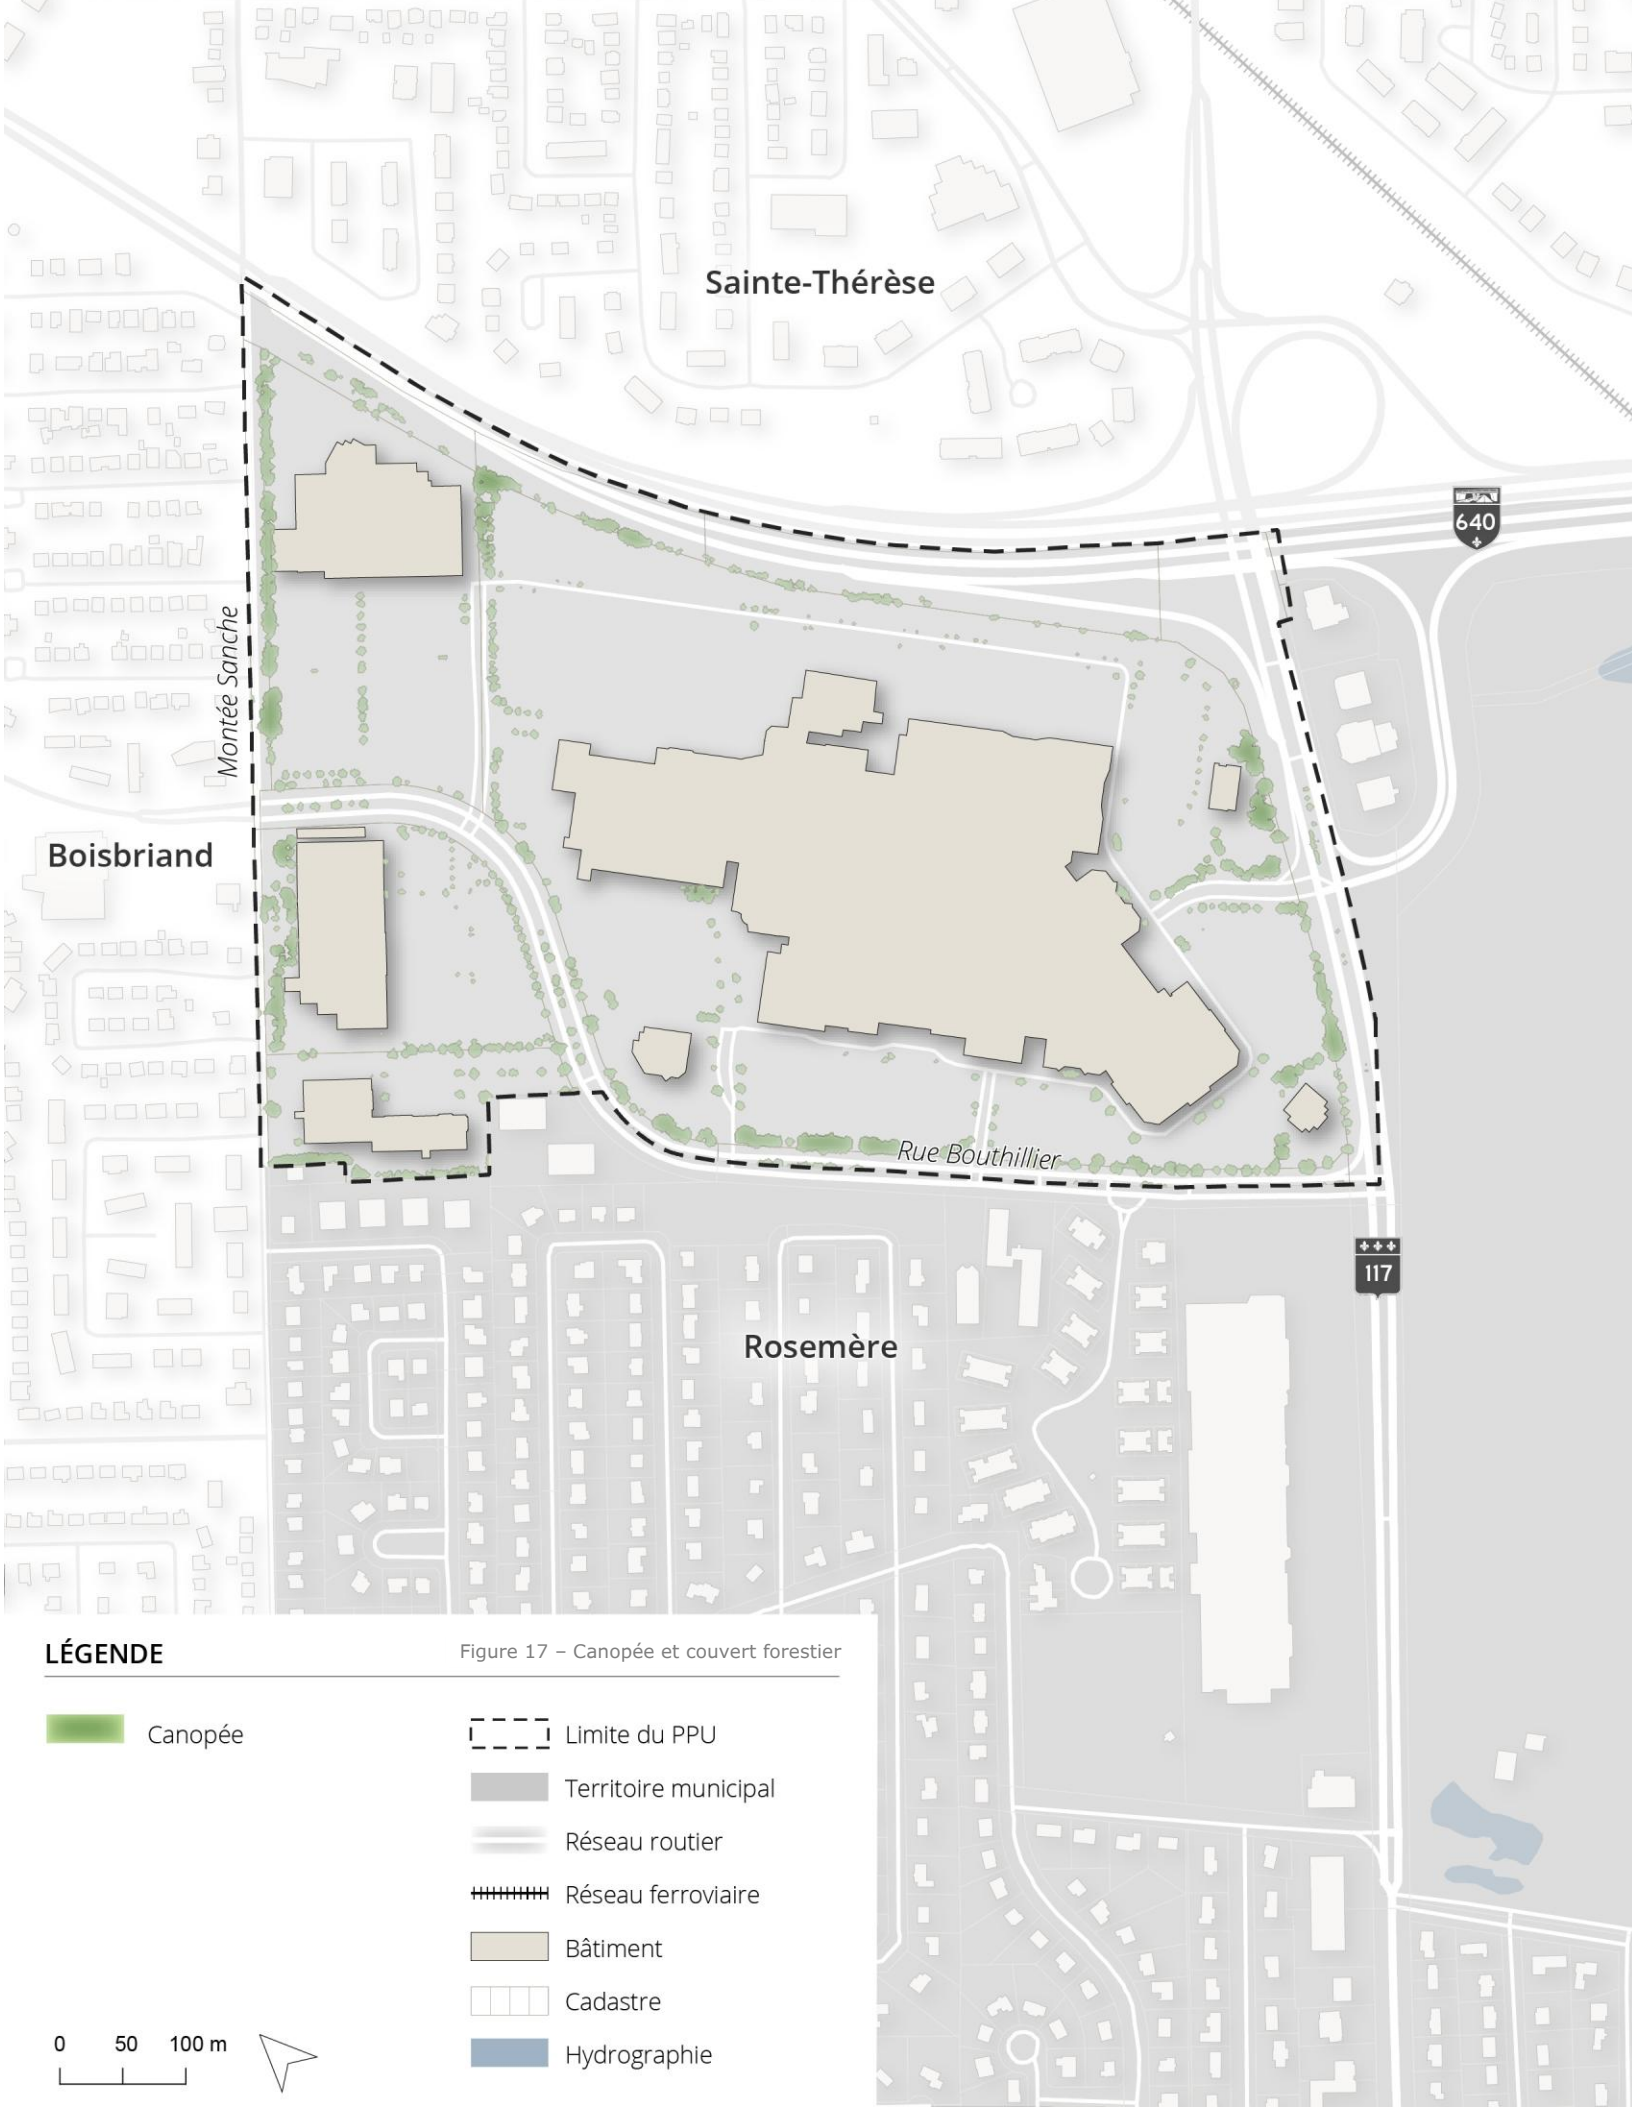 Sainte-Thérèse
640
Montée Sanche
Boisbriand
Rue Bouthillier
117
Rosemère
LÉGENDE
Figure 17 – Canopée et couvert forestier
Canopée
Limite du PPU
Territoire municipal
Réseau routier
Réseau ferroviaire
Bâtiment
Cadastre
Hydrographie
0 50 100 m